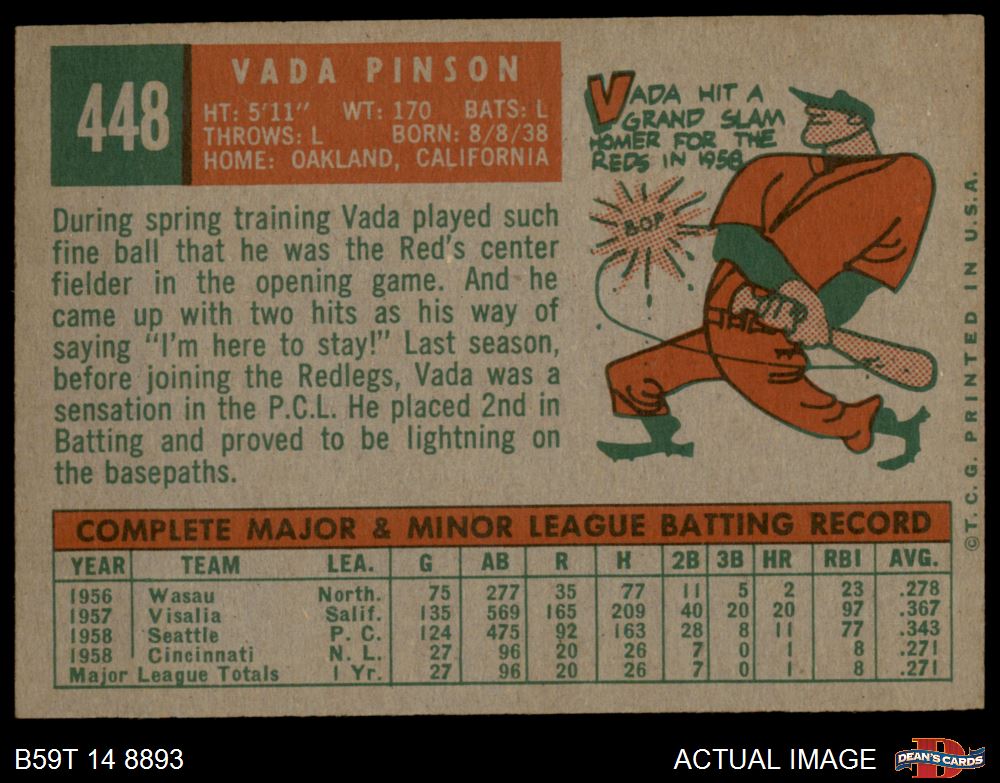 448
VADA PINSON
HT: 5'11" WT: 170 BATS: L
THROWS: L BORN: 8/8/38
HOME: OAKLAND, CALIFORNIA
VADA HIT A
GRAND SLAM
HOMER FOR THE
REDS IN 1958
BOP
During spring training Vada played such
fine ball that he was the Red's center
fielder in the opening game. And he
came up with two hits as his way of
saying "I'm here to stay!" Last season,
before joining the Redlegs, Vada was a
sensation in the P.C.L. He placed 2nd in
Batting and proved to be lightning on
the basepaths.
COMPLETE MAJOR & MINOR LEAGUE BATTING RECORD
YEAR TEAM LEA. G AB R H 2B 3B HR RBI AVG.
1956 Wasau North. 75 277 35 77 11 5 2 23 .278
1957 Visalia Salif. 135 569 165 209 40 20 20 97 .367
1958 Seattle P. C. 124 475 92 163 28 8 11 77 .343
1958 Cincinnati N. L. 27 96 20 26 7 0 1 8 .271
Major League Totals 1 Yr. 27 96 20 26 7 0 1 8 .271
©T. C. G. PRINTED IN U.S.A.
B59T 14 8893
ACTUAL IMAGE
D
DEAN'S CARDS